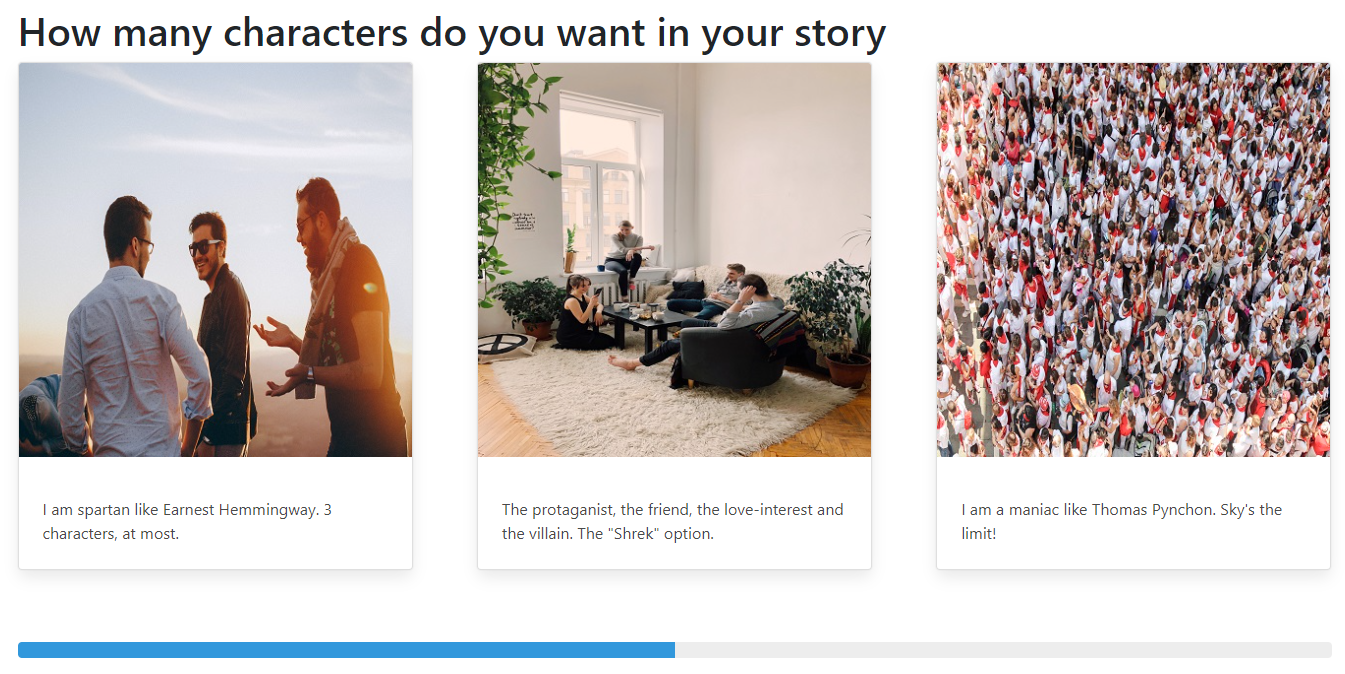 How many characters do you want in your story
I am spartan like Earnest Hemmingway. 3
characters, at most.
The protaganist, the friend, the love-interest and
the villain. The "Shrek" option.
I am a maniac like Thomas Pynchon. Sky's the
limit!